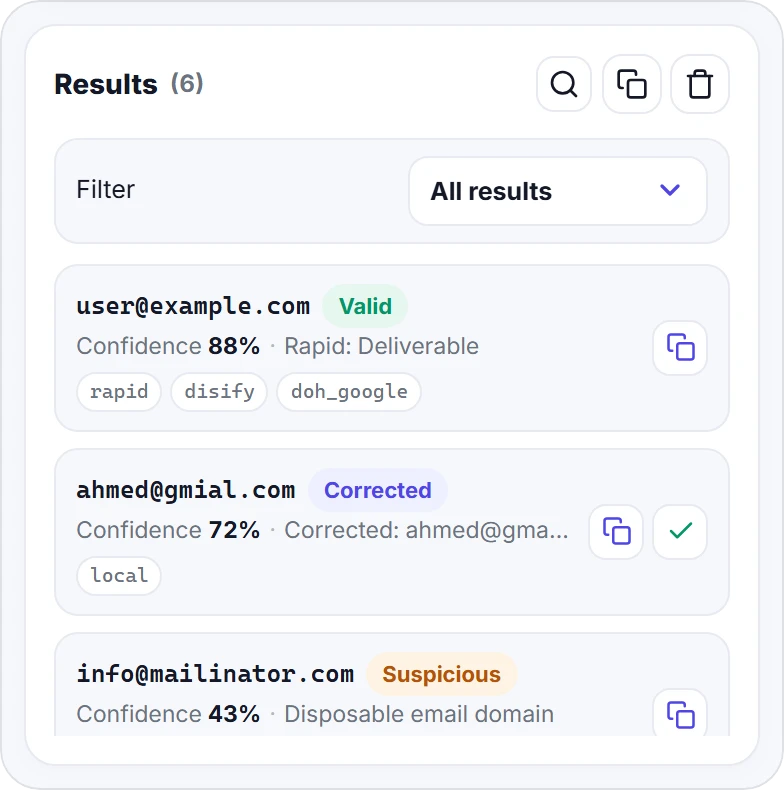 Results (6)
Filter
All results
user@example.com Valid
Confidence 88% · Rapid: Deliverable
rapid disify doh_google
ahmed@gmial.com Corrected
Confidence 72% · Corrected: ahmed@gma...
local
info@mailinator.com Suspicious
Confidence 43% · Disposable email domain